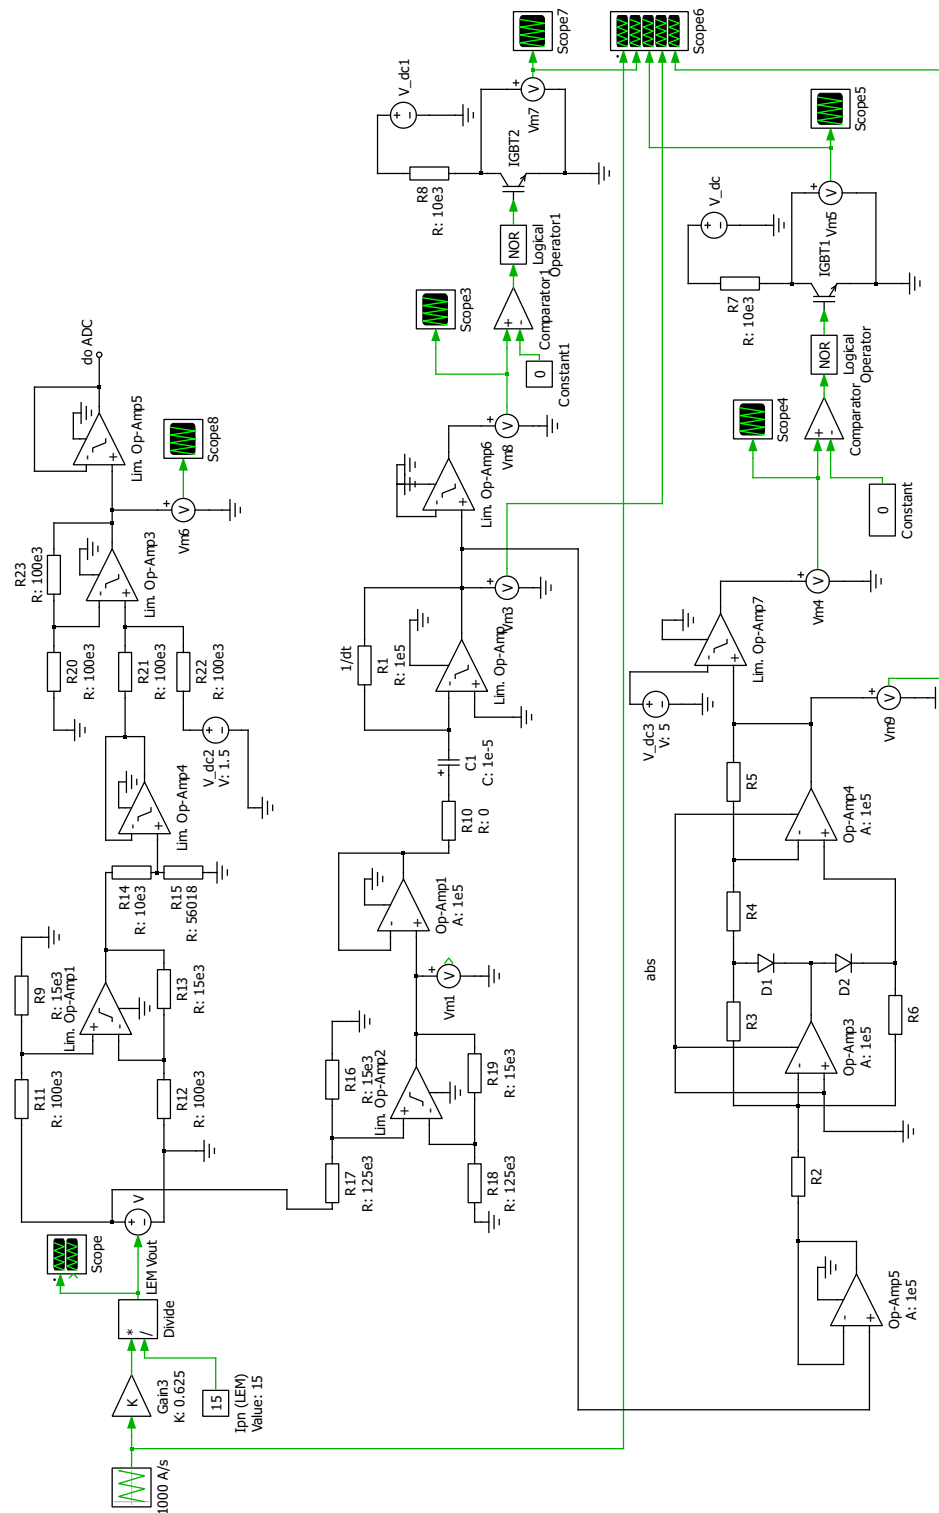 1000 A/s
Gain3
K: 0.625
K
15
Ipn (LEM)
Value: 15
*
/
Divide
Scope
LEM Vout
V
R11
R: 100e3
R12
R: 100e3
R9
R: 15e3
Lim. Op-Amp1
R13
R: 15e3
R14
R: 10e3
R15
R: 56018
Lim. Op-Amp4
V_dc2
V: 1.5
R20
R: 100e3
R21
R: 100e3
R22
R: 100e3
R23
R: 100e3
Lim. Op-Amp3
Vm6
V
Scope8
Lim. Op-Amp5
do ADC
R17
R: 125e3
R18
R: 125e3
R16
R: 15e3
Lim. Op-Amp2
R19
R: 15e3
Vm1
V
Op-Amp1
A: 1e5
R10
R: 0
C1
C: 1e-5
1/dt
R1
R: 1e5
Lim. Op-Amp
Vm3
V
Lim. Op-Amp6
Vm8
V
Scope3
0
Constant1
Comparator1
NOR
Logical
Operator1
R8
R: 10e3
V_dc1
IGBT2
Vm7
V
Scope7
Scope6
Op-Amp5
A: 1e5
R2
abs
R3
Op-Amp3
A: 1e5
R6
D1
D2
R4
R5
Op-Amp4
A: 1e5
V_dc3
V: 5
Lim. Op-Amp7
Vm9
V
Vm4
V
Scope4
0
Constant
Comparator
NOR
Logical
Operator
R7
R: 10e3
V_dc
IGBT1
Vm5
V
Scope5